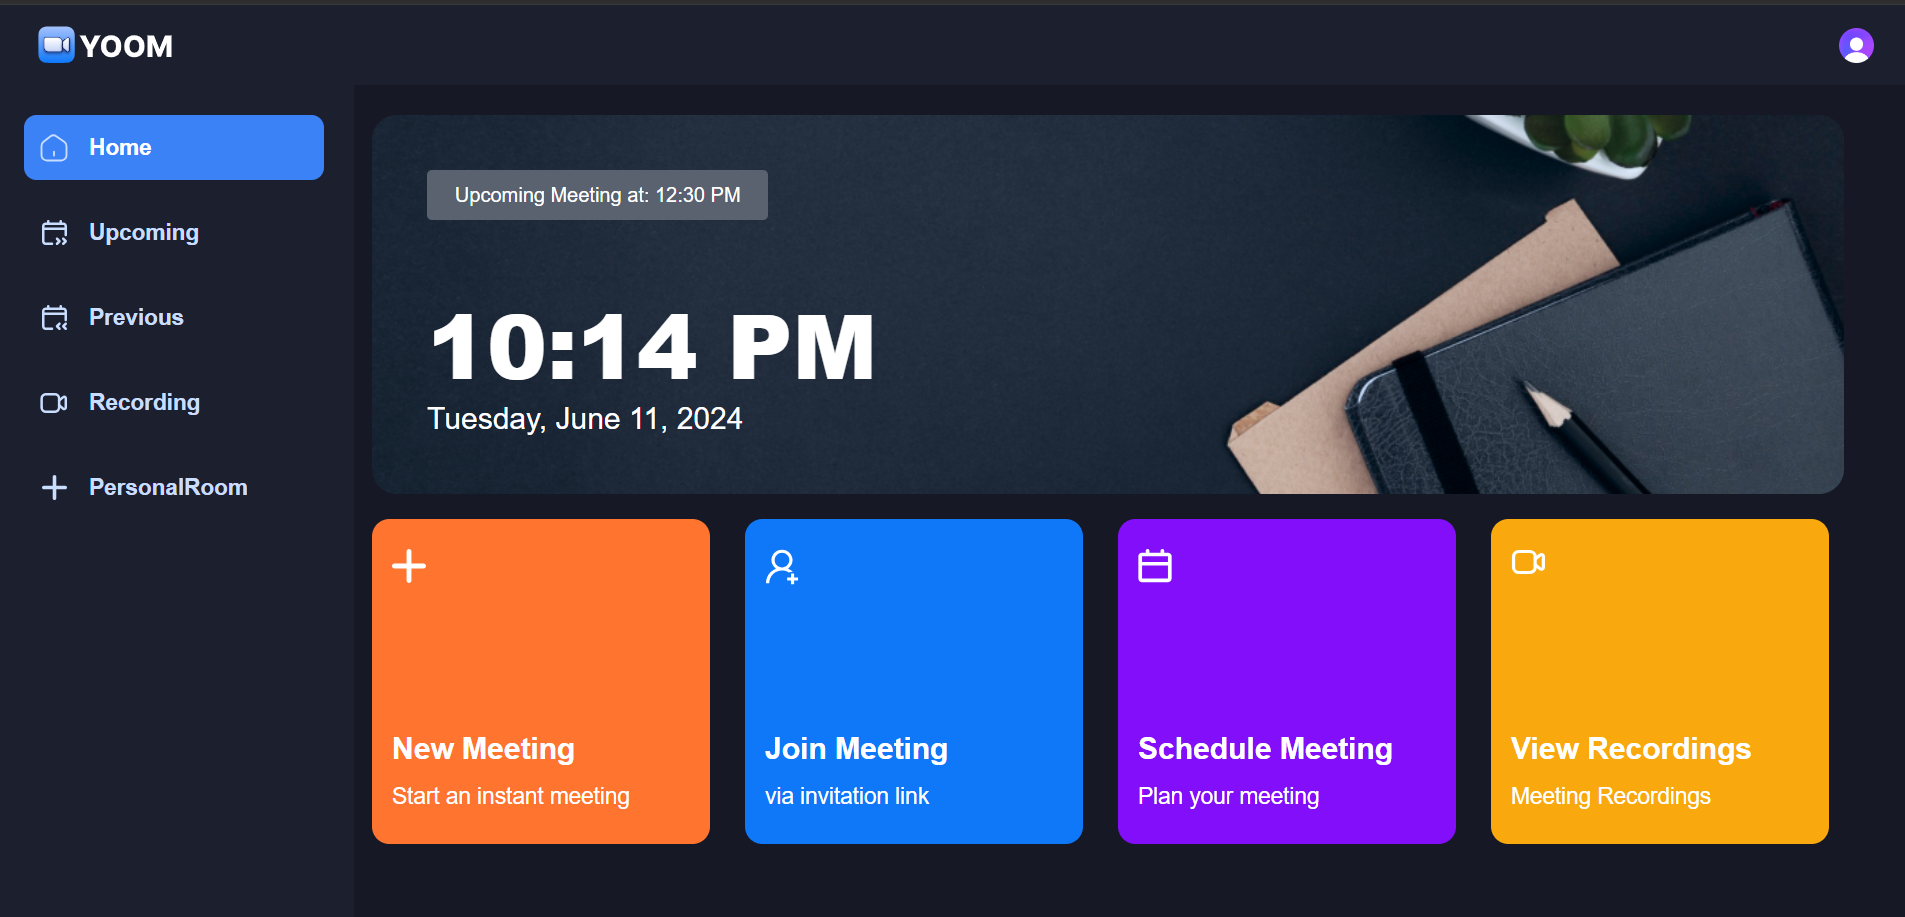 YOOM
Home
Upcoming
Previous
Recording
PersonalRoom
Upcoming Meeting at: 12:30 PM
10:14 PM
Tuesday, June 11, 2024
New Meeting
Start an instant meeting
Join Meeting
via invitation link
Schedule Meeting
Plan your meeting
View Recordings
Meeting Recordings